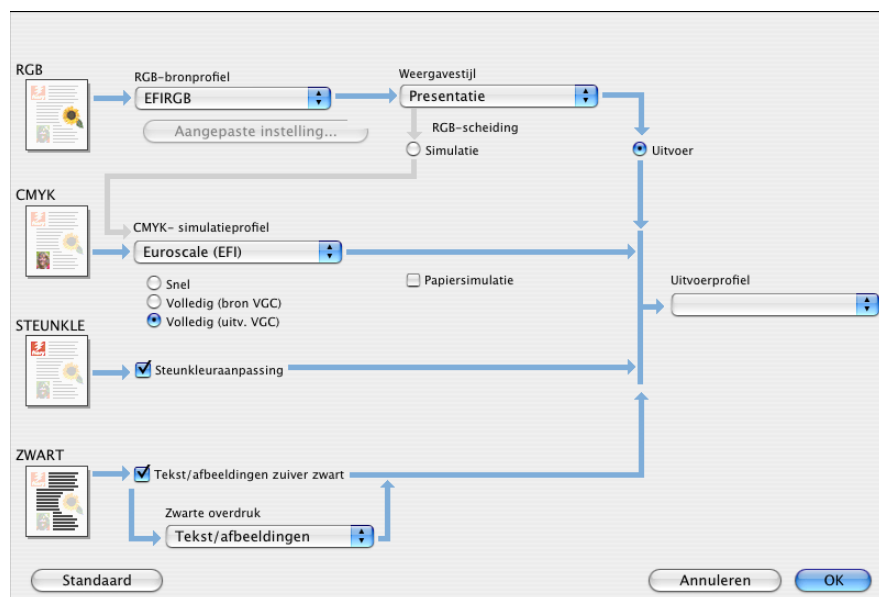 RGB
RGB-bronprofiel
EFIRGB
Aangepaste instelling...
Weergavestijl
Presentatie
RGB-scheiding
Simulatie
Uitvoer
CMYK
CMYK- simulatieprofiel
Euroscale (EFI)
Snel
Volledig (bron VGC)
Volledig (uitv. VGC)
Papiersimulatie
Uitvoerprofiel
STEUNKLE
Steunkleuraanpassing
ZWART
Tekst/afbeeldingen zuiver zwart
Zwarte overdruk
Tekst/afbeeldingen
Standaard
Annuleren
OK